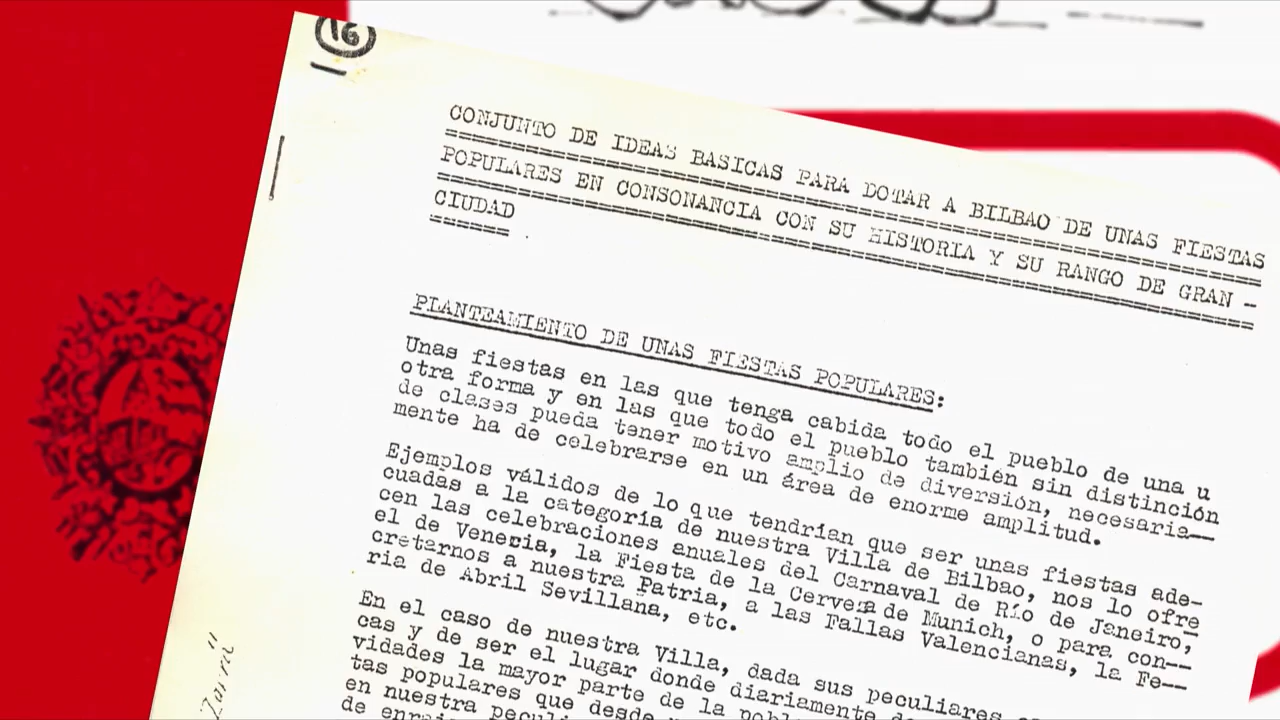 16
CONJUNTO DE IDEAS BASICAS PARA DOTAR A BILBAO DE UNAS FIESTAS
POPULARES EN CONSONANCIA CON SU HISTORIA Y SU RANGO DE GRAN -
CIUDAD
PLANTEAMIENTO DE UNAS FIESTAS POPULARES:
Unas fiestas en las que tenga cabida todo el pueblo de una u
otra forma y en las que todo el pueblo también sin distinción
de clases pueda tener motivo amplio de diversión, necesaria—
mente ha de celebrarse en un área de enorme amplitud.
Ejemplos válidos de lo que tendrían que ser unas fiestas ade-
cuadas a la categoría de nuestra Villa de Bilbao, nos lo ofre
cen las celebraciones anuales del Carnaval de Río de Janeiro,
el de Venecia, la Fiesta de la Cerveza de Munich, o para con—
cretarnos a nuestra Patria, a las Fallas Valencianas, la Fe—
ria de Abril Sevillana, etc.
En el caso de nuestra Villa, dada sus peculiares
cas y de ser el lugar donde diariamente
vidades la mayor parte de la
tas populares que desde
en nuestra
de